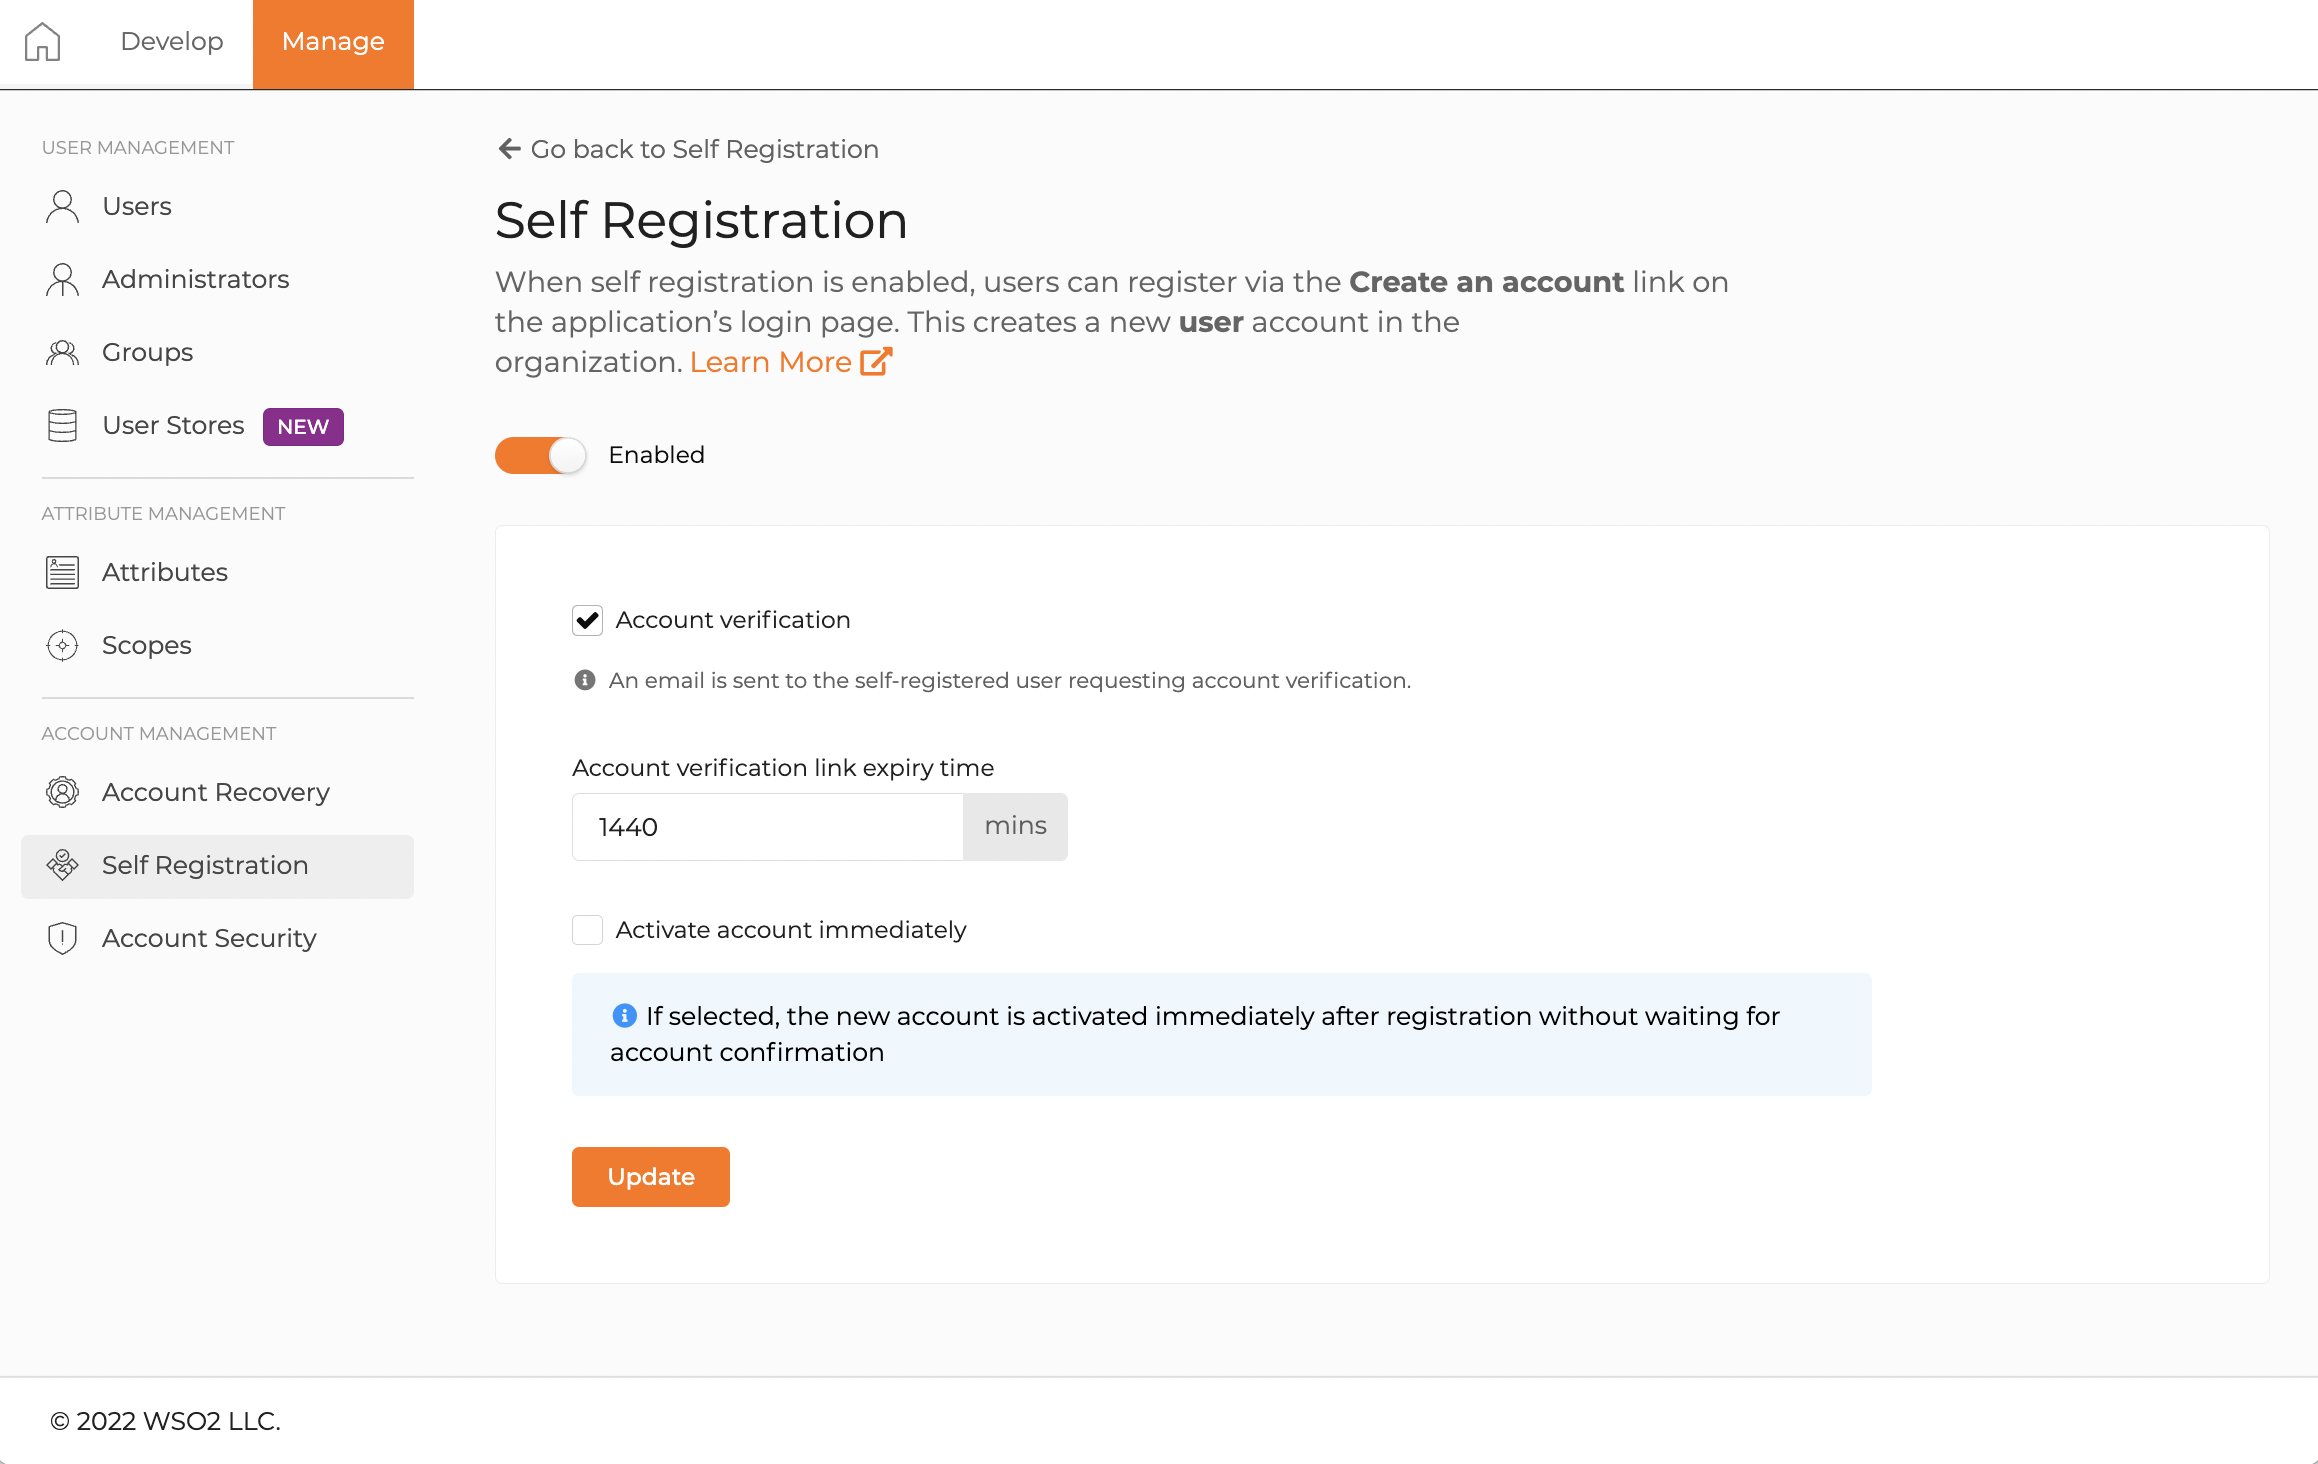 Develop
Manage
USER MANAGEMENT
Users
Administrators
Groups
User Stores NEW
ATTRIBUTE MANAGEMENT
Attributes
Scopes
ACCOUNT MANAGEMENT
Account Recovery
Self Registration
Account Security
Go back to Self Registration
Self Registration
When self registration is enabled, users can register via the Create an account link on
the application’s login page. This creates a new user account in the
organization. Learn More
Enabled
Account verification
An email is sent to the self-registered user requesting account verification.
Account verification link expiry time
1440 mins
Activate account immediately
If selected, the new account is activated immediately after registration without waiting for
account confirmation
Update
© 2022 WSO2 LLC.